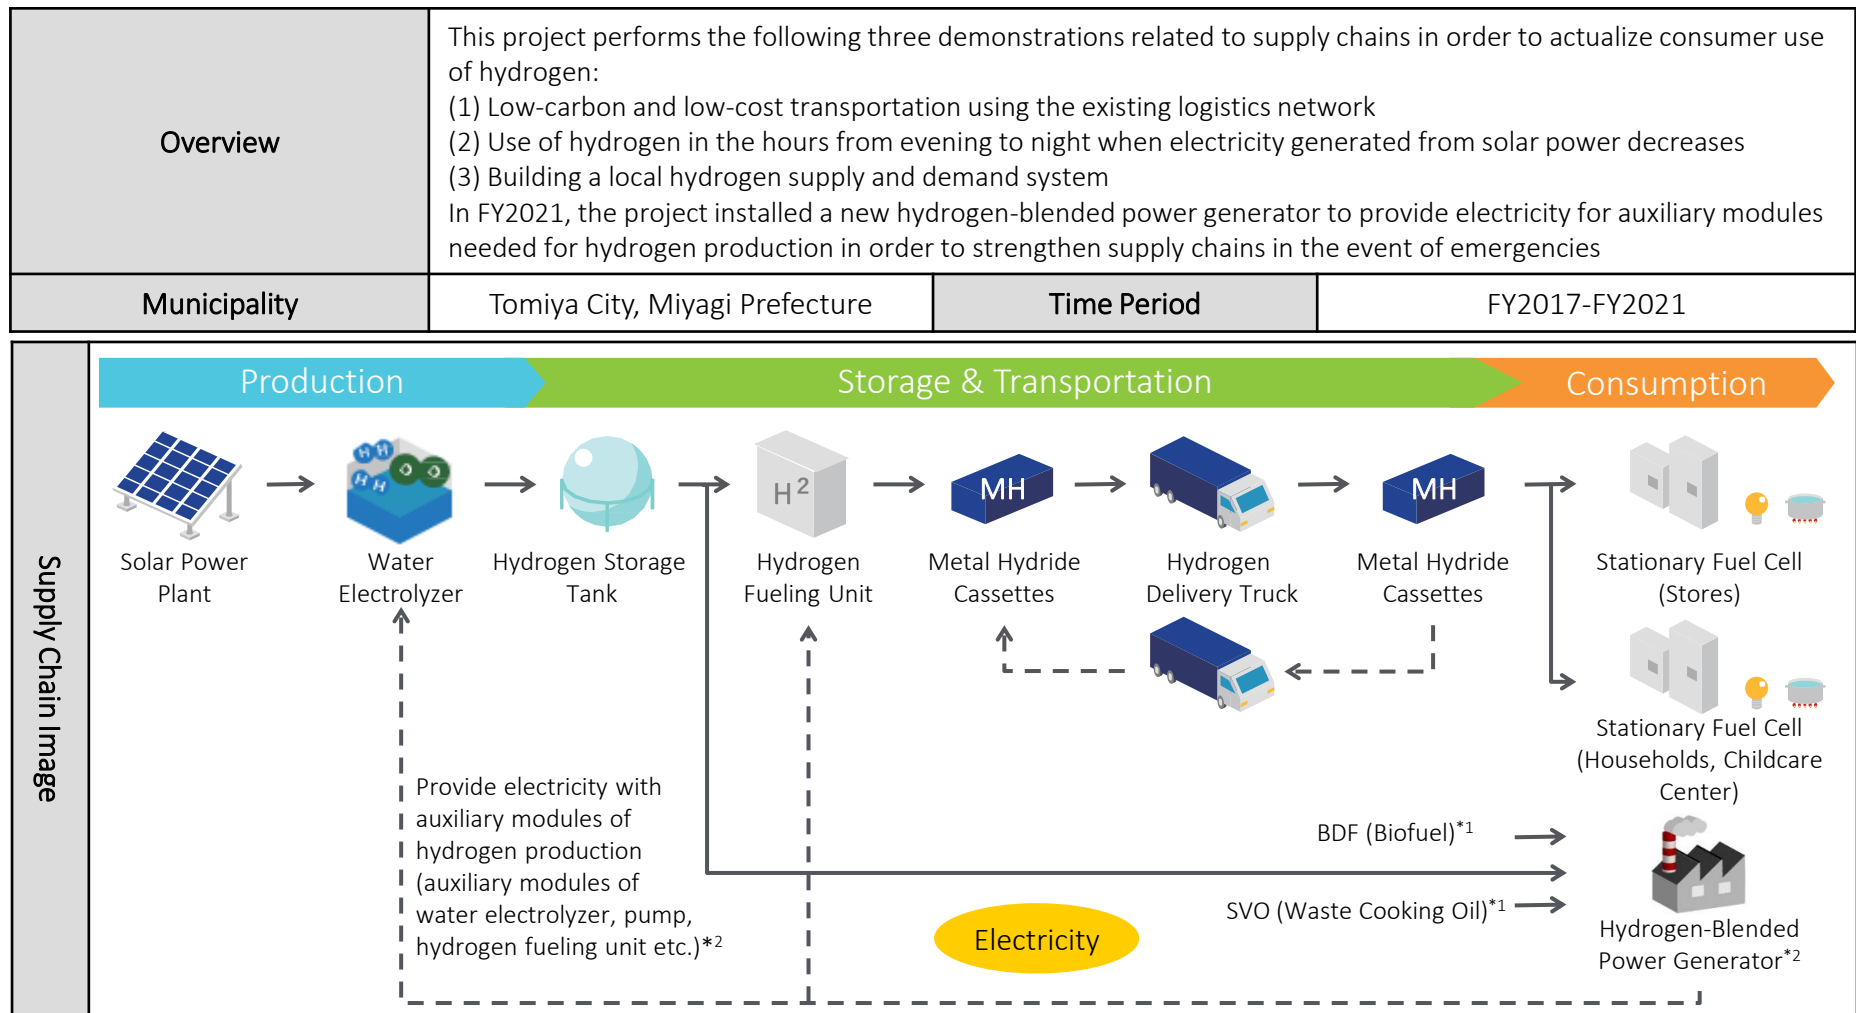 Overview
This project performs the following three demonstrations related to supply chains in order to actualize consumer use
of hydrogen:
(1) Low-carbon and low-cost transportation using the existing logistics network
(2) Use of hydrogen in the hours from evening to night when electricity generated from solar power decreases
(3) Building a local hydrogen supply and demand system
In FY2021, the project installed a new hydrogen-blended power generator to provide electricity for auxiliary modules
needed for hydrogen production in order to strengthen supply chains in the event of emergencies
Municipality
Tomiya City, Miyagi Prefecture
Time Period
FY2017-FY2021
Supply Chain Image
Production
Storage & Transportation
Consumption
H H
H H
O O
H²
MH
MH
Solar Power
Plant
Water
Electrolyzer
Hydrogen Storage
Tank
Hydrogen
Fueling Unit
Metal Hydride
Cassettes
Hydrogen
Delivery Truck
Metal Hydride
Cassettes
Stationary Fuel Cell
(Stores)
Stationary Fuel Cell
(Households, Childcare
Center)
Provide electricity with
auxiliary modules of
hydrogen production
(auxiliary modules of
water electrolyzer, pump,
hydrogen fueling unit etc.)*2
BDF (Biofuel)*1
SVO (Waste Cooking Oil)*1
Electricity
Hydrogen-Blended
Power Generator*2